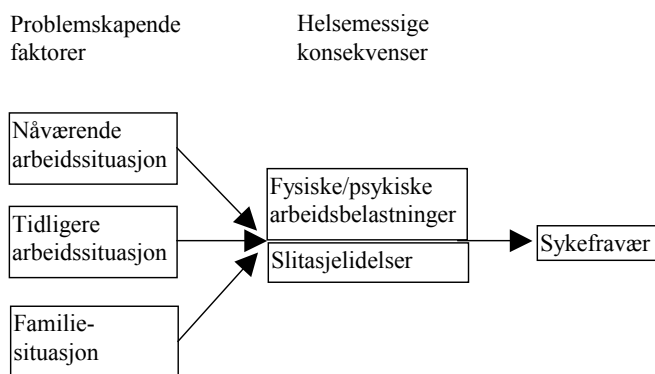 Problemskapende
faktorer
Helsemessige
konsekvenser
Nåværende
arbeidssituasjon
Tidligere
arbeidssituasjon
Familie-
situasjon
Fysiske/psykiske
arbeidsbelastninger
Slitasjelidelser
Sykefravær